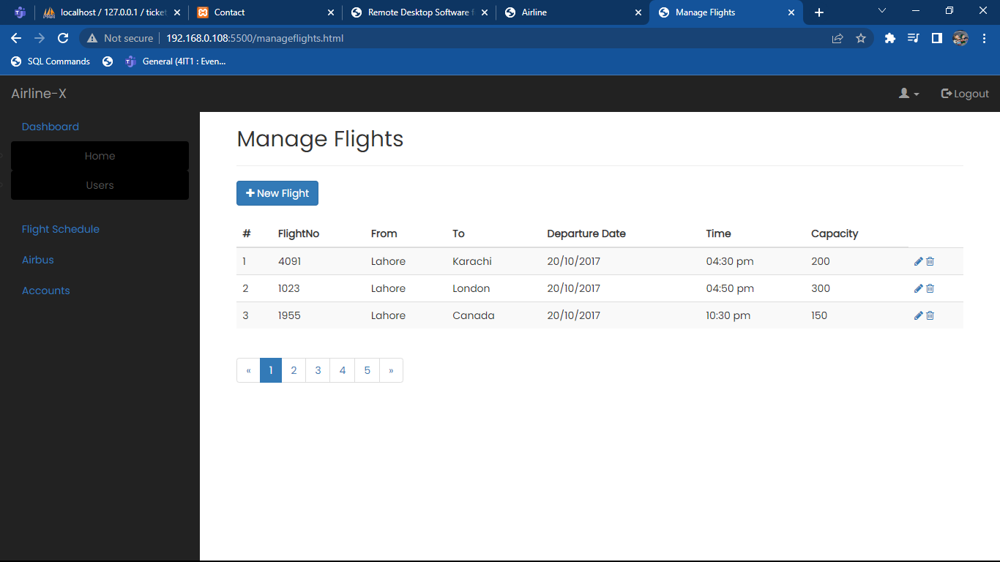 localhost / 127.0.0.1 / ticket
Contact
Remote Desktop Software f
Airline
Manage Flights
Not secure
192.168.0.108:5500/manageflights.html
SQL Commands
General (4IT1 : Even...
Airline-X
Logout
Dashboard
Home
Users
Flight Schedule
Airbus
Accounts
Manage Flights
New Flight
# FlightNo From To Departure Date Time Capacity
1 4091 Lahore Karachi 20/10/2017 04:30 pm 200
2 1023 Lahore London 20/10/2017 04:50 pm 300
3 1955 Lahore Canada 20/10/2017 10:30 pm 150
« 1 2 3 4 5 »